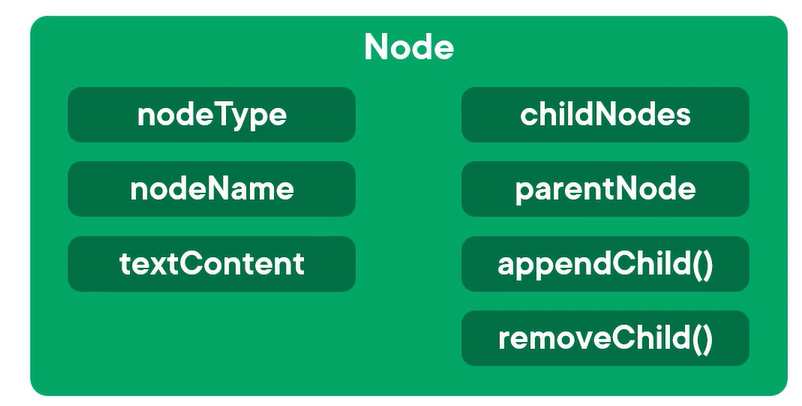 Node
nodeType
nodeName
textContent
childNodes
parentNode
appendChild()
removeChild()